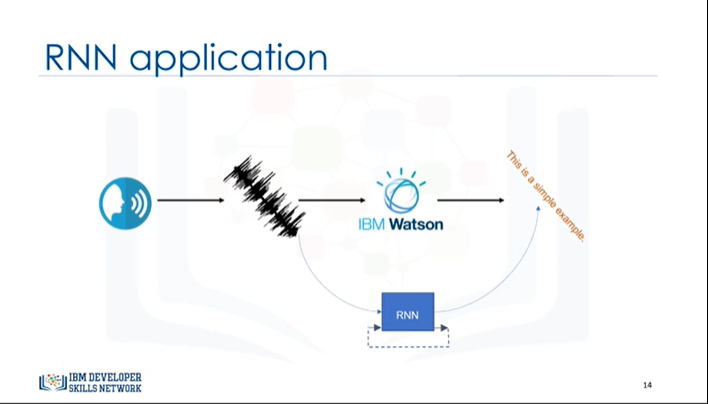 RNN application
This is a simple example.
IBM Watson
RNN
IBM DEVELOPER
SKILLS NETWORK
14